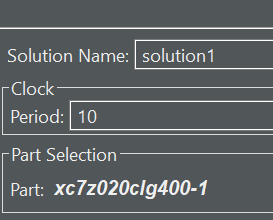 Solution Name: solution1
Clock
Period: 10
Part Selection
Part: xc7z020clg400-1